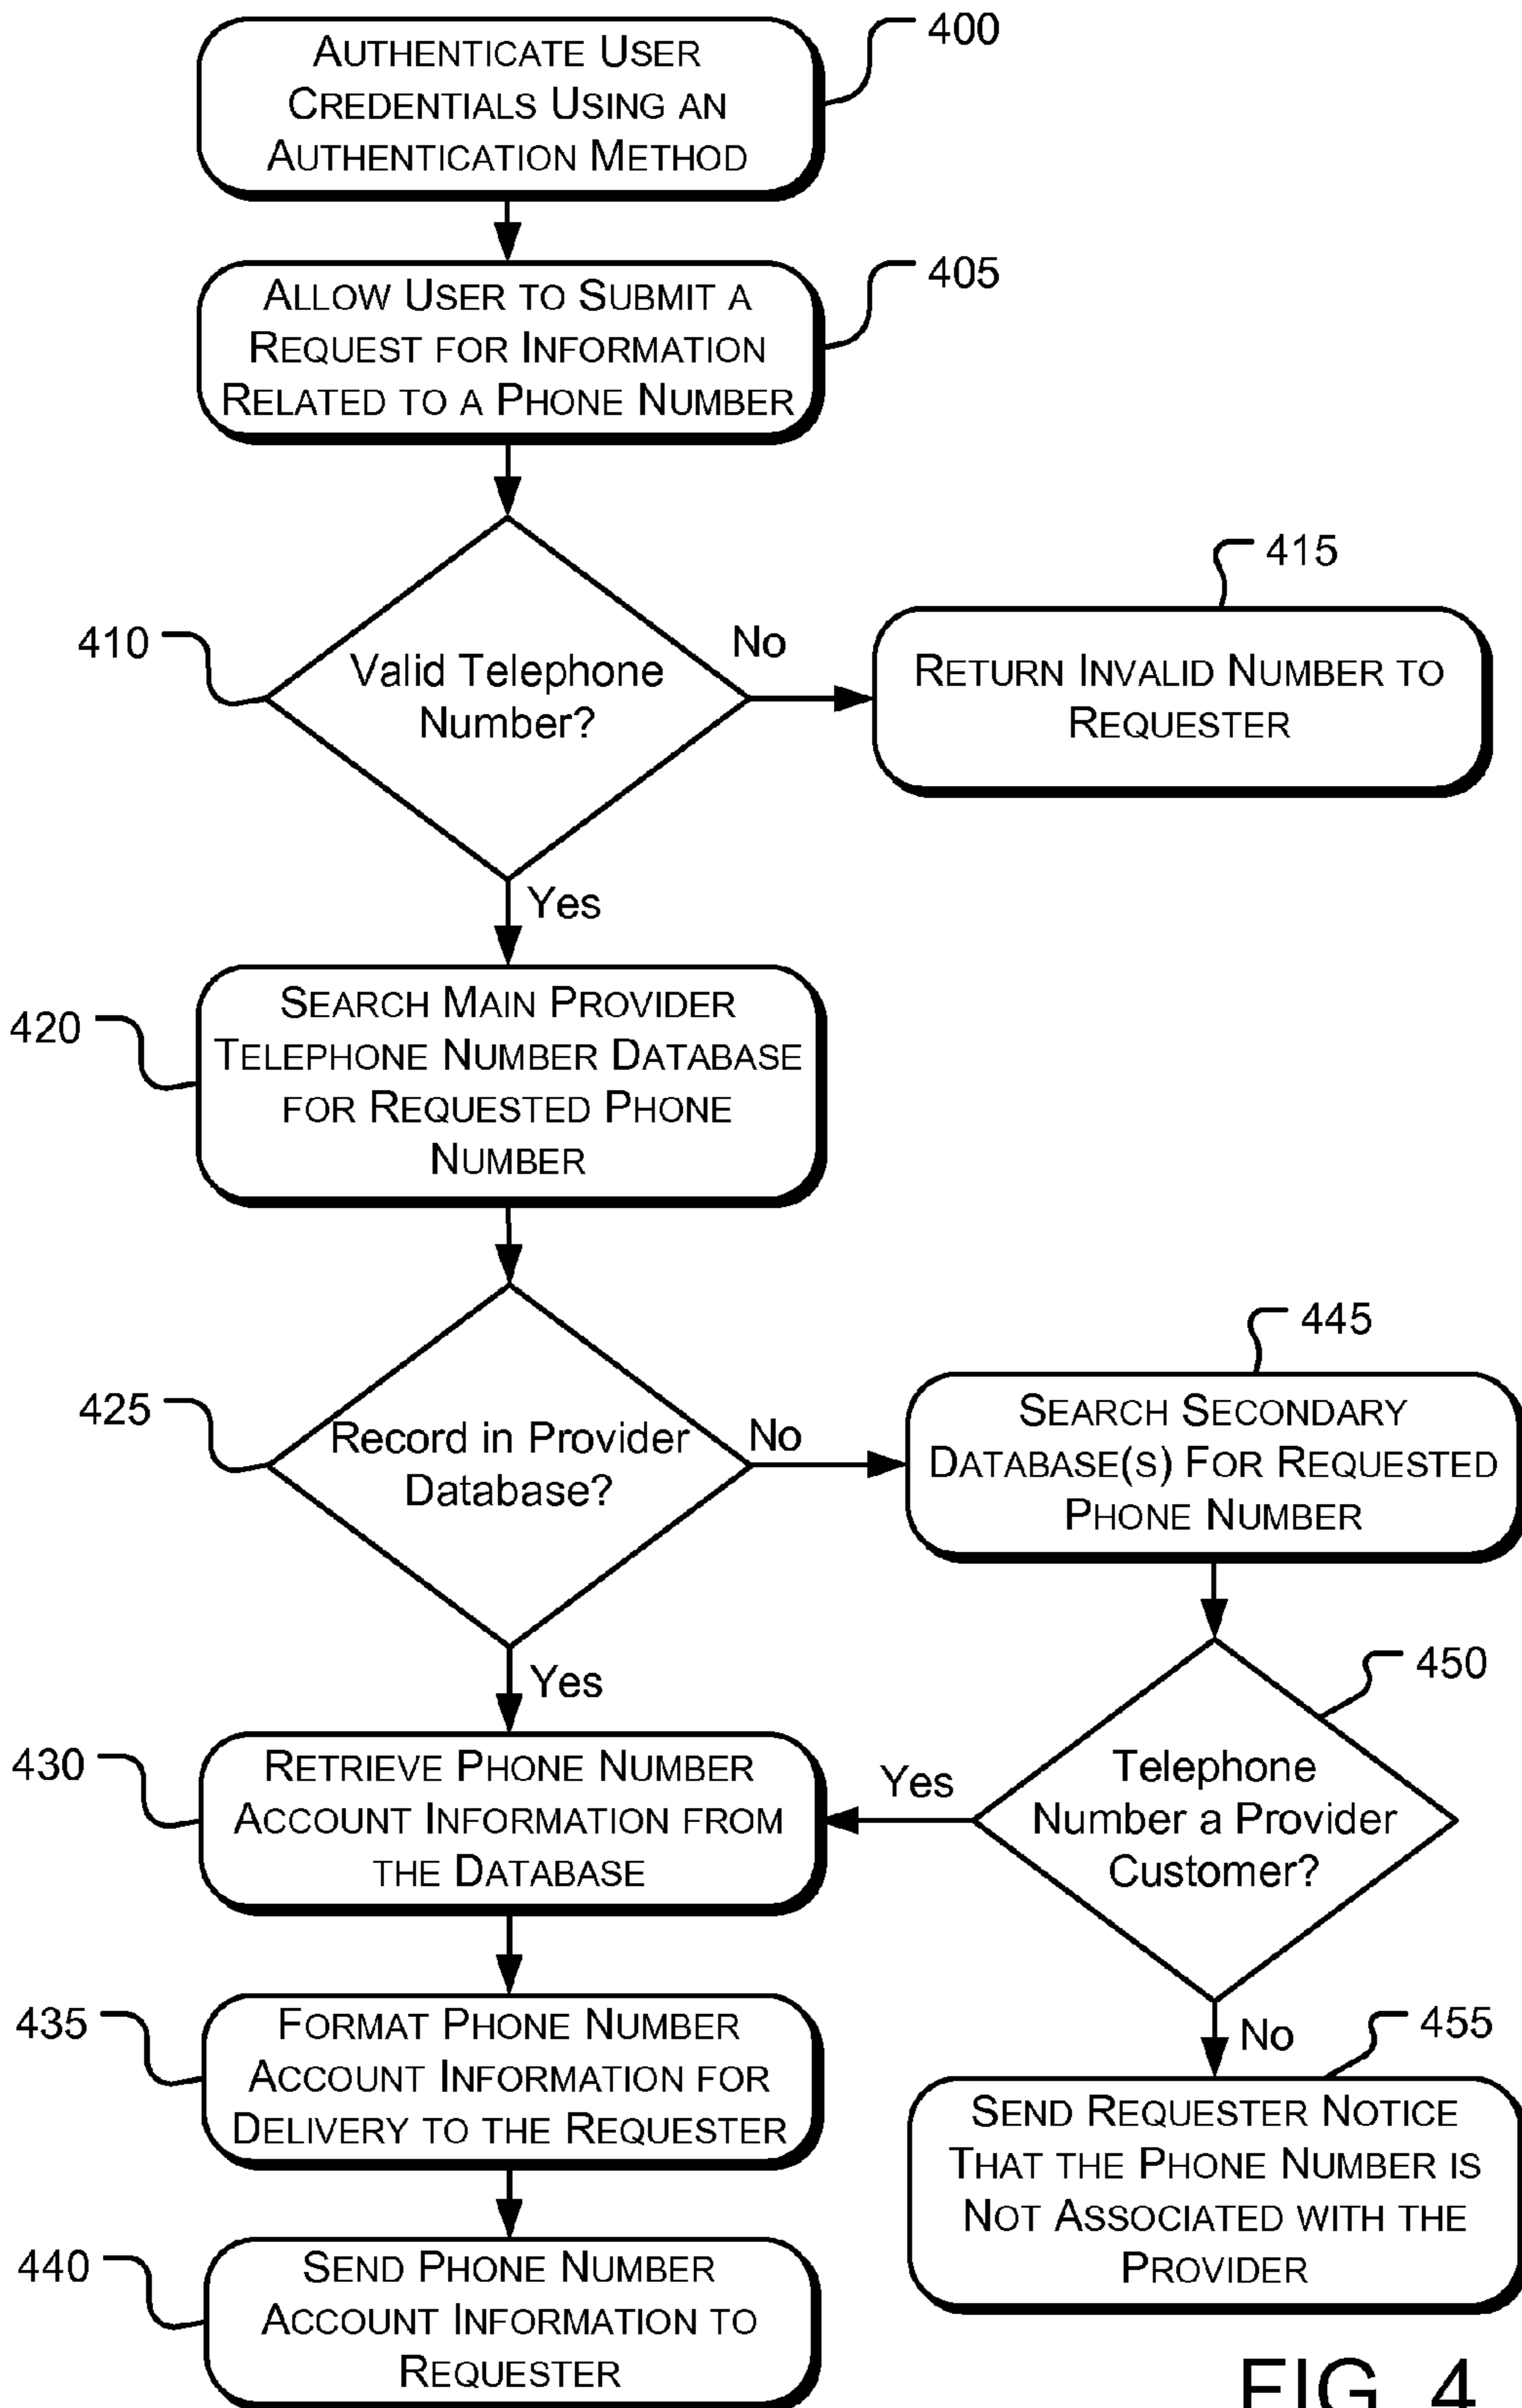 AUTHENTICATE USER
CREDENTIALS USING AN
AUTHENTICATION METHOD
400
ALLOW USER TO SUBMIT A
REQUEST FOR INFORMATION
RELATED TO A PHONE NUMBER
405
410
Valid Telephone
Number?
No
415
RETURN INVALID NUMBER TO
REQUESTER
Yes
420
SEARCH MAIN PROVIDER
TELEPHONE NUMBER DATABASE
FOR REQUESTED PHONE
NUMBER
425
Record in Provider
Database?
No
445
SEARCH SECONDARY
DATABASE(S) FOR REQUESTED
PHONE NUMBER
Yes
450
Telephone
Number a Provider
Customer?
Yes
430
RETRIEVE PHONE NUMBER
ACCOUNT INFORMATION FROM
THE DATABASE
435
FORMAT PHONE NUMBER
ACCOUNT INFORMATION FOR
DELIVERY TO THE REQUESTER
No
455
SEND REQUESTER NOTICE
THAT THE PHONE NUMBER IS
NOT ASSOCIATED WITH THE
PROVIDER
440
SEND PHONE NUMBER
ACCOUNT INFORMATION TO
REQUESTER
FIG. 4